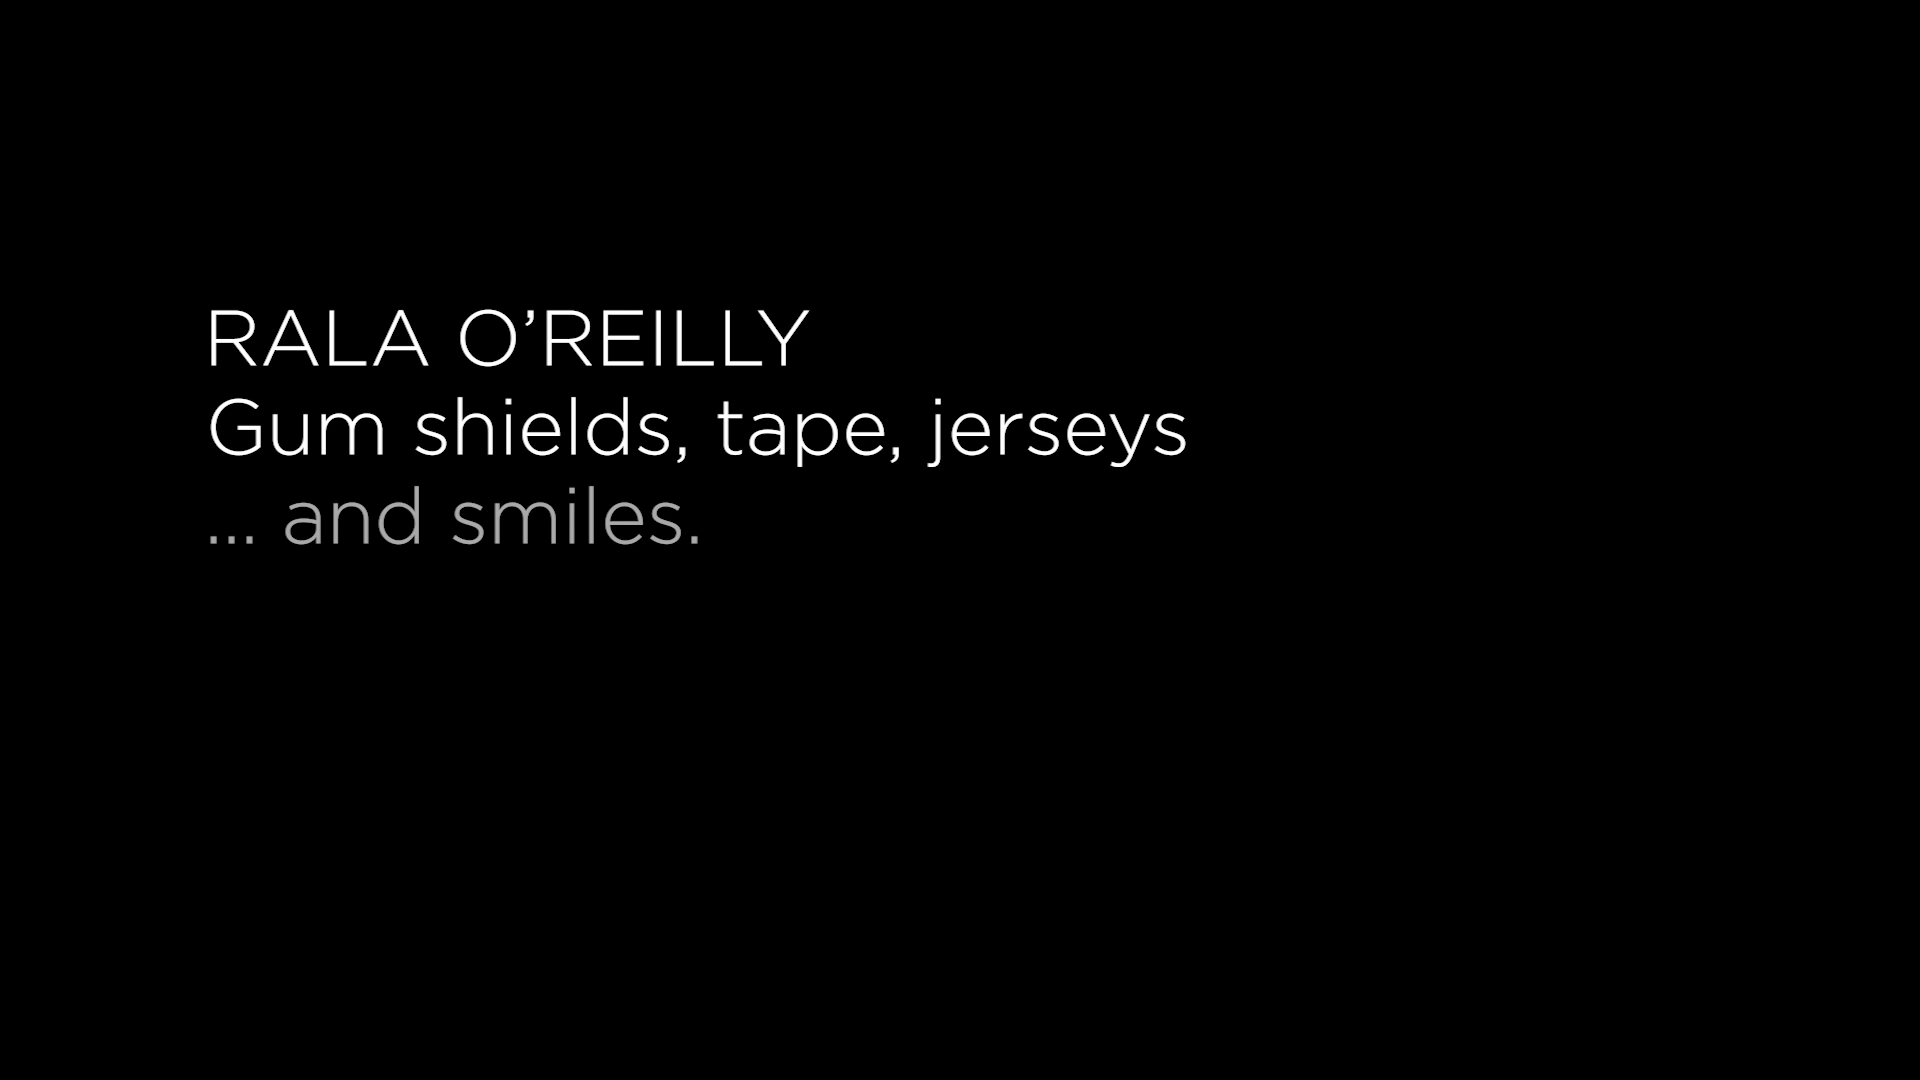 RALA O’REILLY
Gum shields, tape, jerseys
... and smiles.